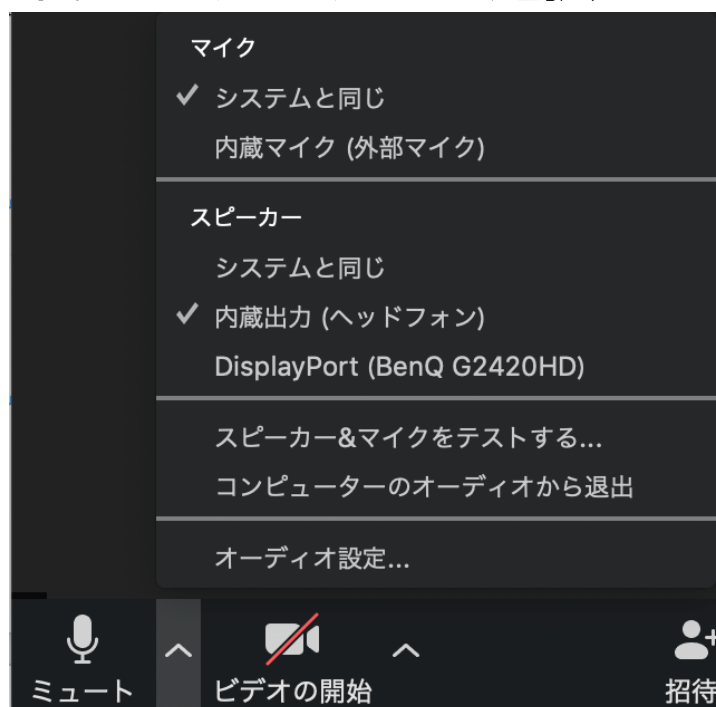 マイク
システムと同じ
内蔵マイク (外部マイク)
スピーカー
システムと同じ
内蔵出力 (ヘッドフォン)
DisplayPort (BenQ G2420HD)
スピーカー&マイクをテストする...
コンピューターのオーディオから退出
オーディオ設定...
ミュート
ビデオの開始
招待